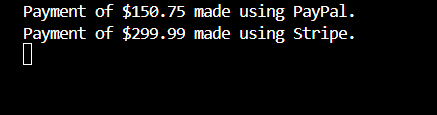 Payment of $150.75 made using PayPal.
Payment of $299.99 made using Stripe.